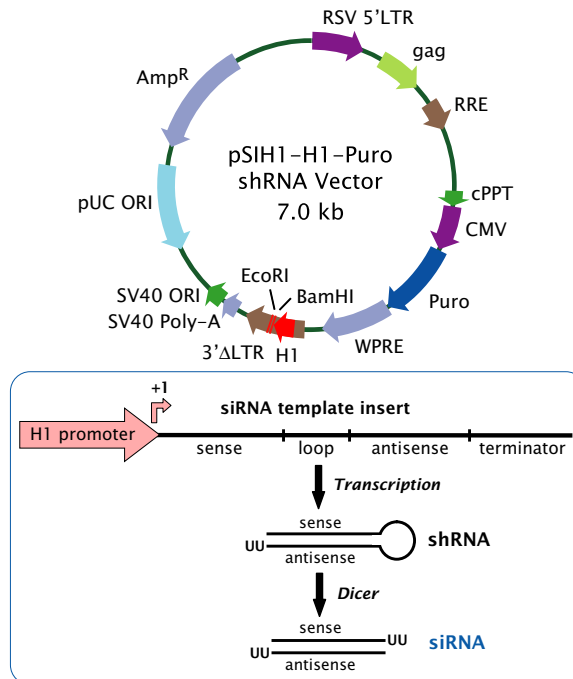 RSV 5'LTR
gag
AmpR
RRE
pSIH1-H1-Puro
shRNA Vector
7.0 kb
cPPT
pUC ORI
CMV
EcoRI
BamHI
SV40 ORI
Puro
SV40 Poly-A
WPRE
3'ΔLTR
H1
+1
siRNA template insert
H1 promoter
sense
loop
antisense
terminator
Transcription
sense
UU
antisense
shRNA
Dicer
sense
UU
UU
antisense
siRNA